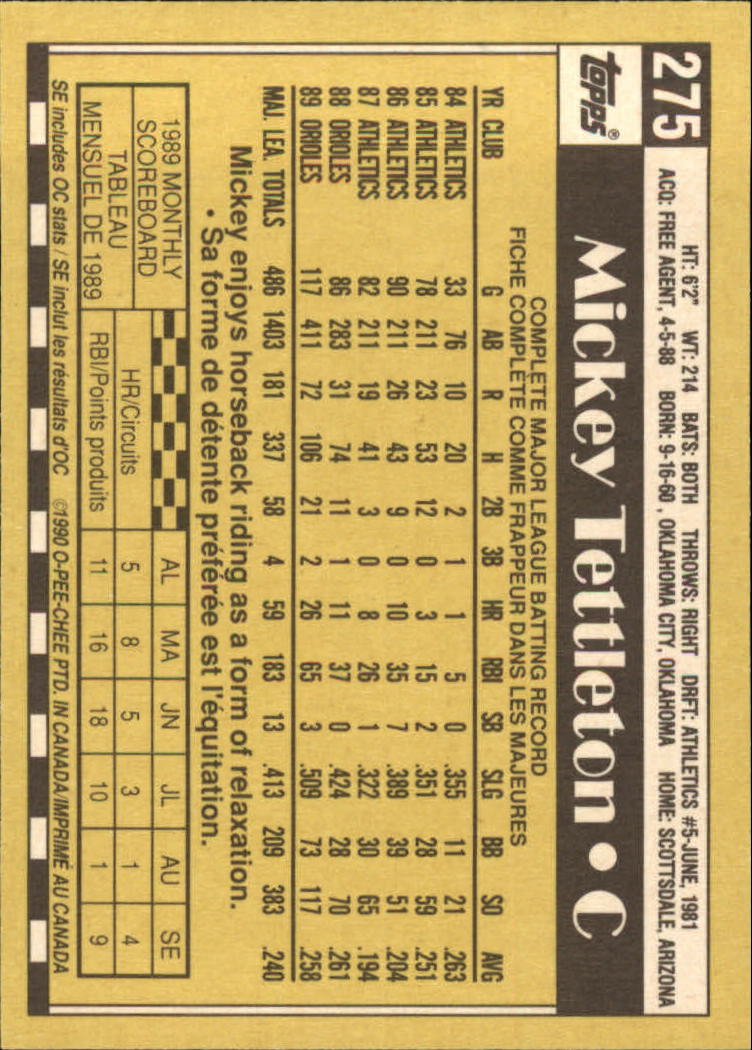 275
HT: 6'2" WT: 214 BATS: BOTH THROWS: RIGHT DRFT: ATHLETICS #5-JUNE, 1981
ACQ: FREE AGENT, 4-5-88 BORN: 9-16-60, OKLAHOMA CITY, OKLAHOMA HOME: SCOTTSDALE, ARIZONA
topps® Mickey Tettleton • C
COMPLETE MAJOR LEAGUE BATTING RECORD
FICHE COMPLÈTE COMME FRAPPEUR DANS LES MAJEURES
YR CLUB G AB R H 2B 3B HR RBI SB SLG BB SO AVG
84 ATHLETICS 33 76 10 20 2 1 1 5 0 .355 11 21 .263
85 ATHLETICS 78 211 23 53 12 0 3 15 2 .351 28 59 .251
86 ATHLETICS 90 211 26 43 9 0 10 35 7 .389 39 51 .204
87 ATHLETICS 82 211 19 41 3 0 8 26 1 .322 30 65 .194
88 ORIOLES 86 283 31 74 11 1 11 37 0 .424 28 70 .261
89 ORIOLES 117 411 72 106 21 2 26 65 3 .509 73 117 .258
MAJ. LEA. TOTALS 486 1403 181 337 58 4 59 183 13 .413 209 383 .240
Mickey enjoys horseback riding as a form of relaxation.
• Sa forme de détente préférée est l'équitation.
1989 MONTHLY
SCOREBOARD
TABLEAU
MENSUEL DE 1989
AL MA JN JL AU SE
HR/Circuits 5 8 5 3 1 4
RBI/Points produits 11 16 18 10 1 9
SE includes OC stats / SE inclut les résultats d'OC ©1990 O-PEE-CHEE PTD. IN CANADA/IMPRIMÉ AU CANADA